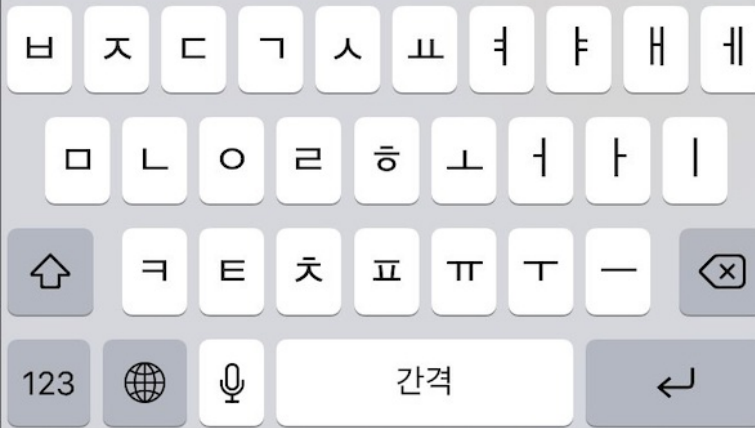 ㅂ ㅈ ㄷ ㄱ ㅅ ㅛ ㅕ ㅑ ㅐ ㅔ
ㅁ ㄴ ㅇ ㄹ ㅎ ㅗ ㅓ ㅏ ㅣ
ㅋ ㅌ ㅊ ㅍ ㅠ ㅜ ㅡ
123 간격